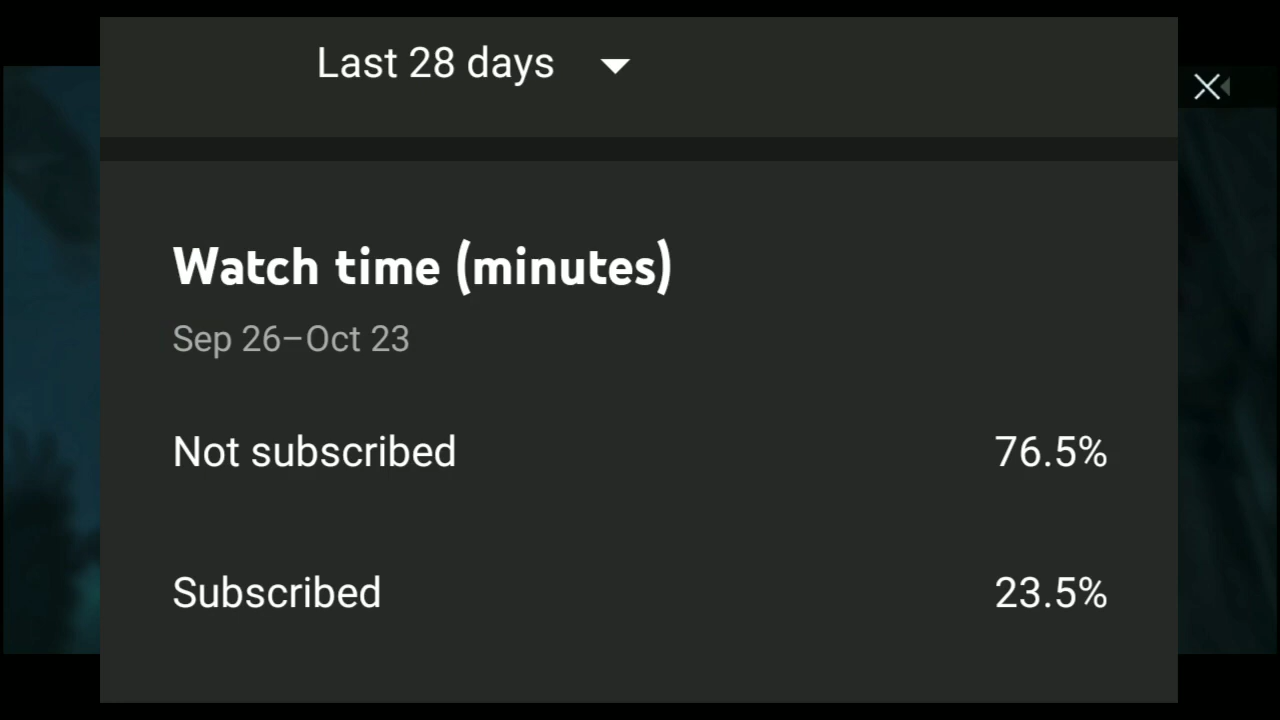 Last 28 days
Watch time (minutes)
Sep 26–Oct 23
Not subscribed 76.5%
Subscribed 23.5%